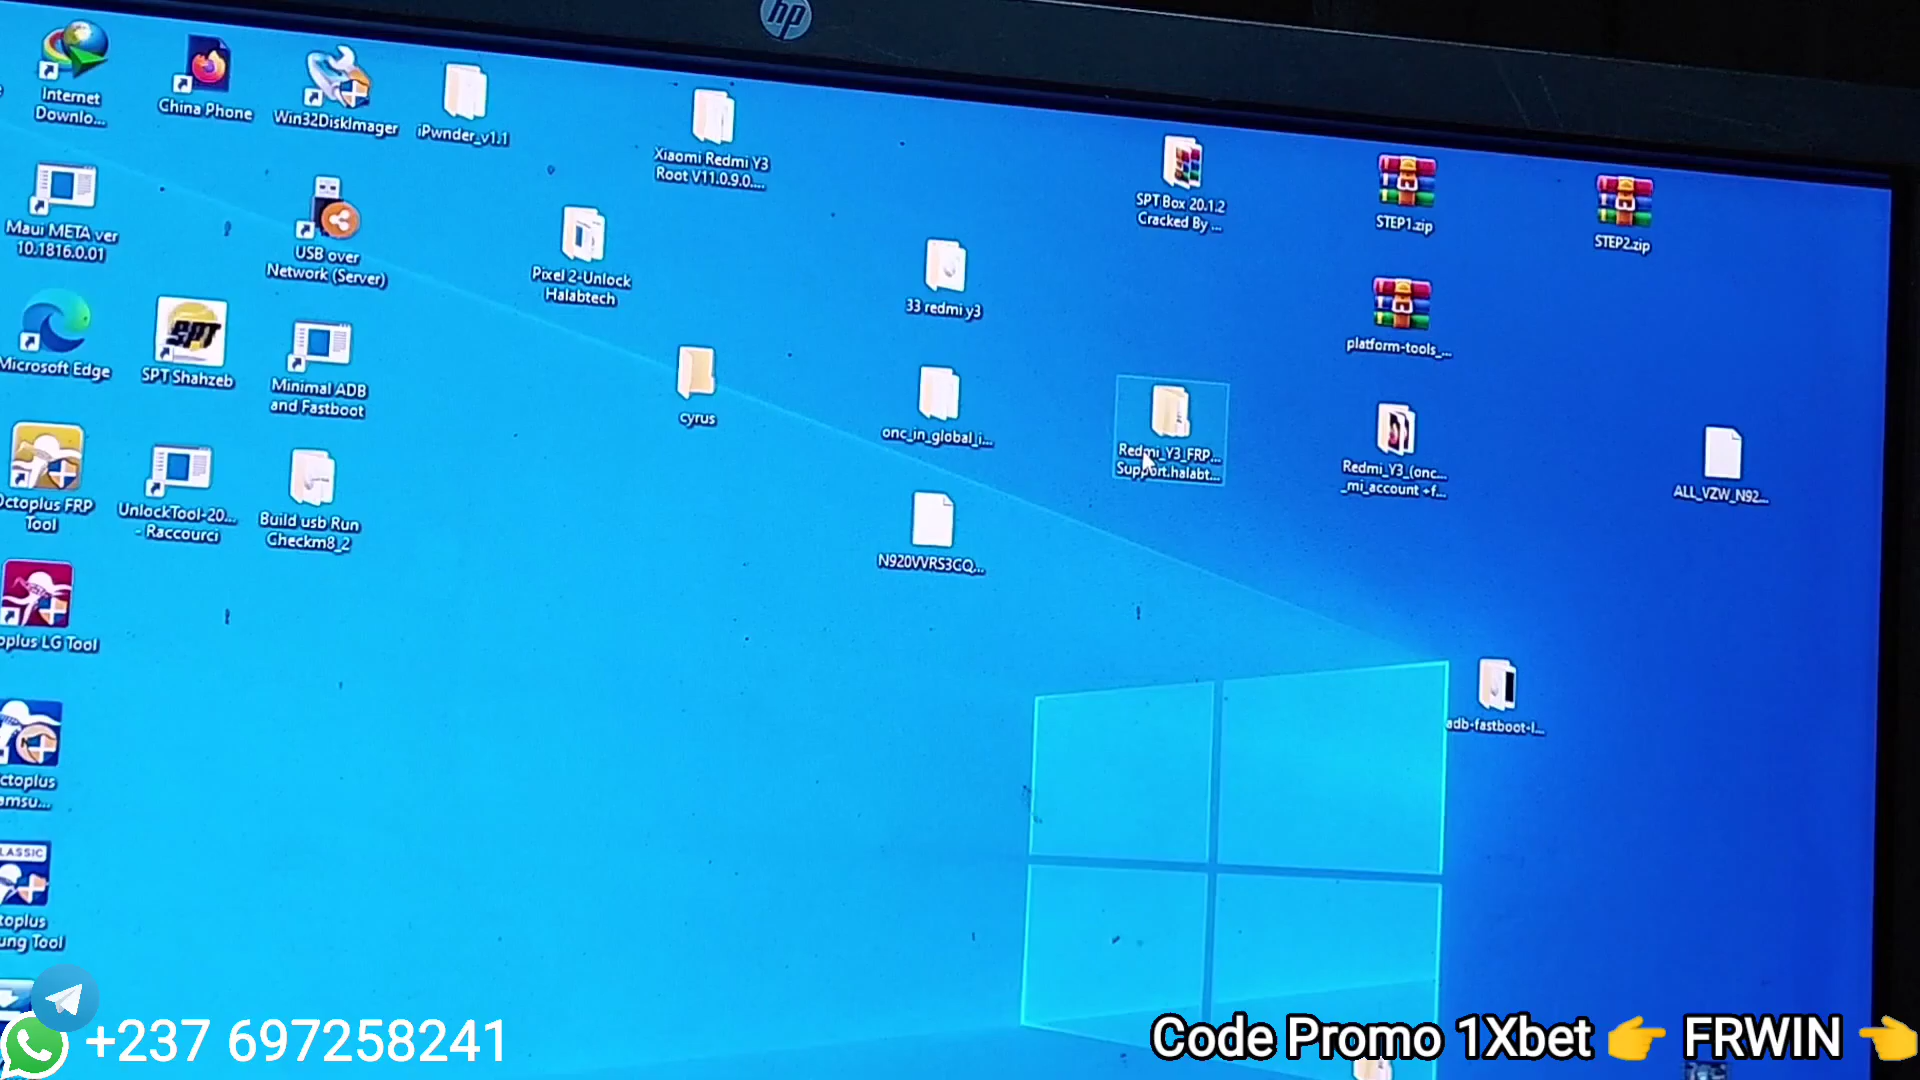 hp
Internet
Downlo...
China Phone
Win32DiskImager
iPwnder_v1.1
Xiaomi Redmi Y3
Root V11.0.9.0....
SPT Box 20.1.2
Cracked By ...
STEP1.zip
STEP2.zip
Maui META ver
10.1816.0.01
USB over
Network (Server)
Pixel 2-Unlock
Halabtech
33 redmi y3
platform-tools_...
Microsoft Edge
SPT
SPT Shahzeb
Minimal ADB
and Fastboot
cyrus
onc_in_global_i...
Redmi_Y3_FRP...
Support.halabt...
Redmi_Y3_(onc...
_mi_account +f...
ALL_VZW_N92...
Octoplus FRP
Tool
UnlockTool-20...
- Raccourci
Build usb Run
Checkm8_2
N920VVRS3CQ...
oplus LG Tool
adb-fastboot-I...
ctoplus
amsu...
LASSIC
toplus
ung Tool
+237 697258241
Code Promo 1Xbet 👉 FRWIN 👈